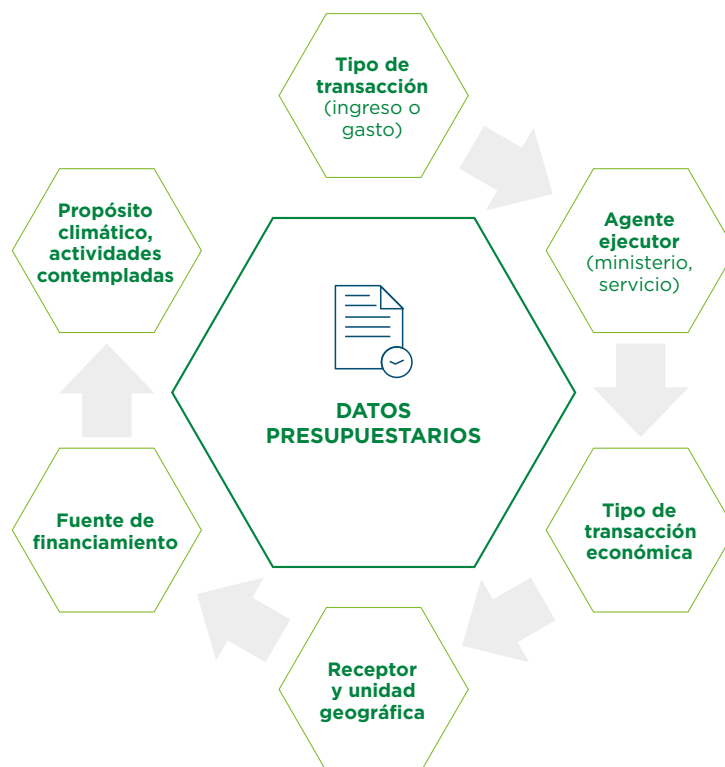 Tipo de
transacción
(ingreso o
gasto)
Agente
ejecutor
(ministerio,
servicio)
Tipo de
transacción
económica
Receptor
y unidad
geográfica
Fuente de
financiamiento
Propósito
climático,
actividades
contempladas
DATOS
PRESUPUESTARIOS